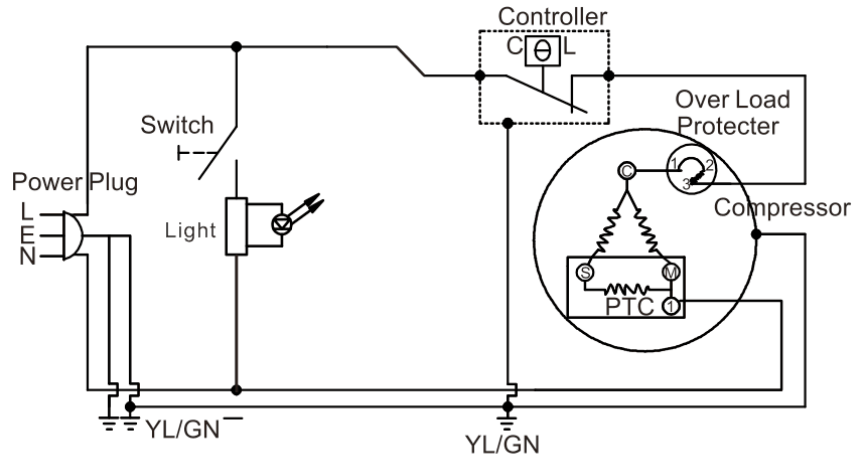 Controller
C θ L
Over Load
Protecter
Switch
1 2
3
C
Power Plug
Compressor
L
Light
E
N
S M
PTC 1
YL/GN
YL/GN